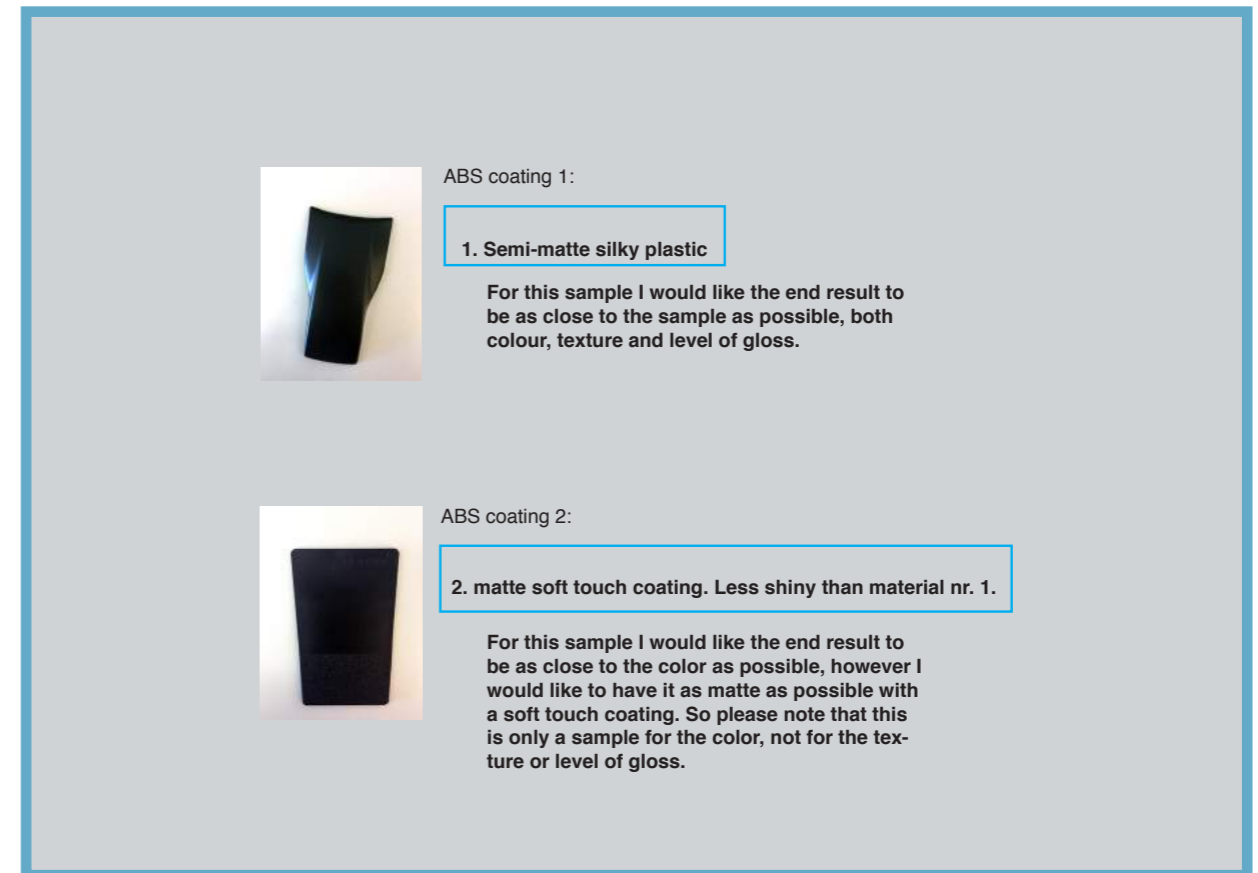 ABS coating 1:
1. Semi-matte silky plastic
For this sample I would like the end result to
be as close to the sample as possible, both
colour, texture and level of gloss.
ABS coating 2:
2. matte soft touch coating. Less shiny than material nr. 1.
For this sample I would like the end result to
be as close to the color as possible, however I
would like to have it as matte as possible with
a soft touch coating. So please note that this
is only a sample for the color, not for the tex-
ture or level of gloss.